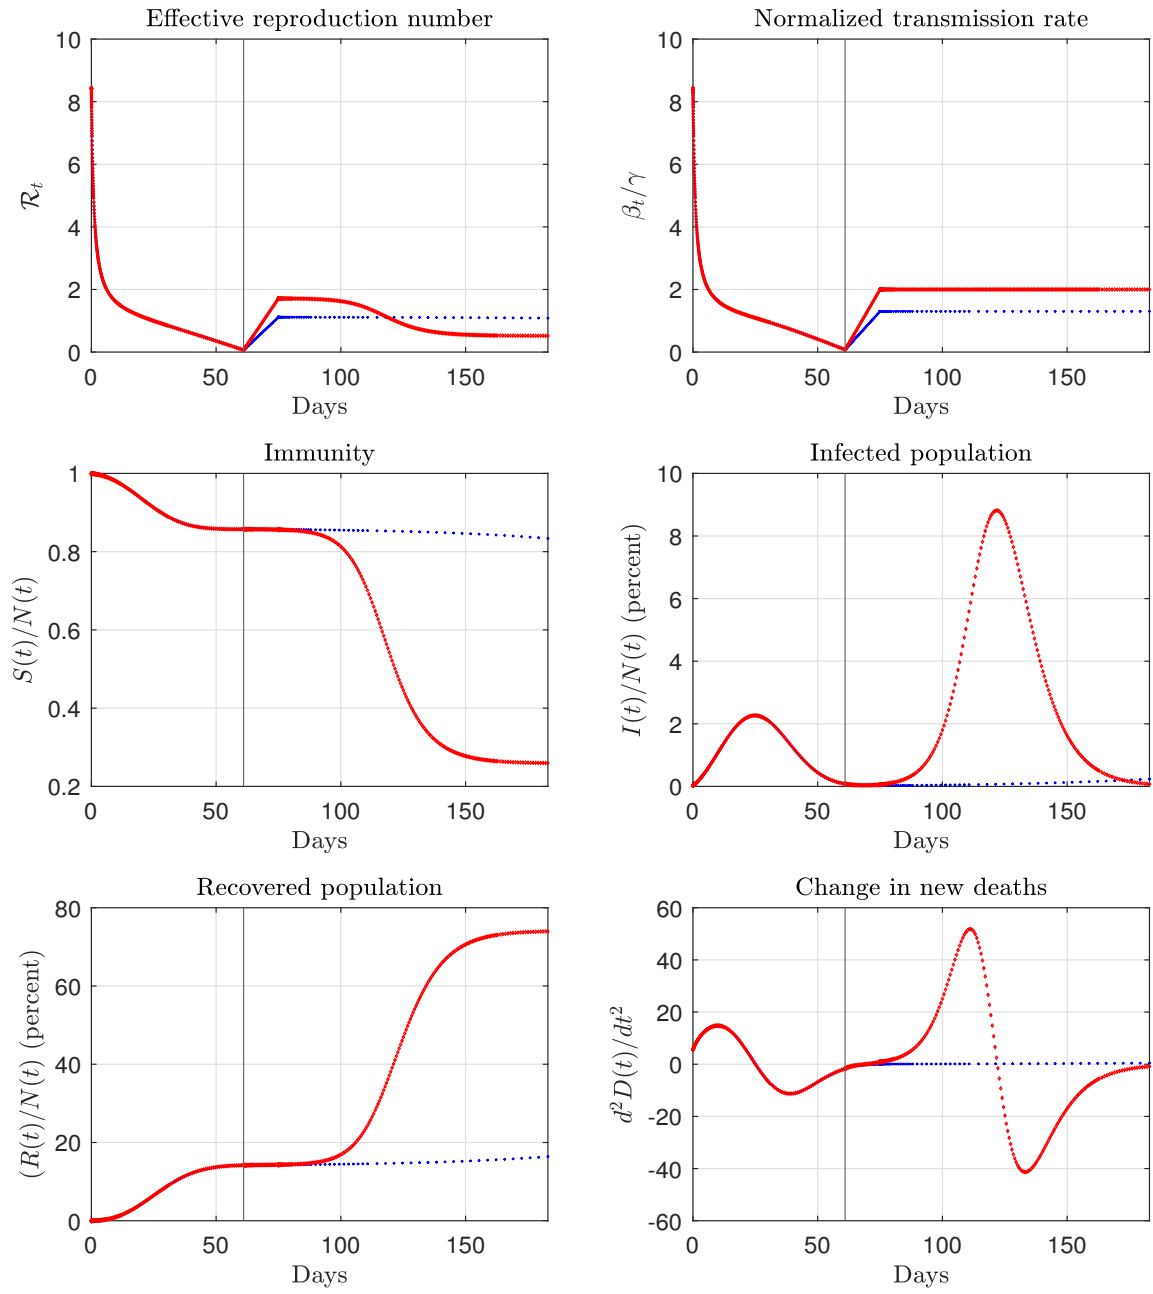 Effective reproduction number
10
8
6
4
2
0
0 50 100 150
Days
ℛₜ
Normalized transmission rate
10
8
6
4
2
0
0 50 100 150
Days
βₜ/γ
Immunity
1
0.8
0.6
0.4
0.2
0 50 100 150
Days
S(t)/N(t)
Infected population
10
8
6
4
2
0
0 50 100 150
Days
I(t)/N(t) (percent)
Recovered population
80
60
40
20
0
0 50 100 150
Days
(R(t)/N(t) (percent)
Change in new deaths
60
40
20
0
-20
-40
-60
0 50 100 150
Days
d²D(t)/dt²